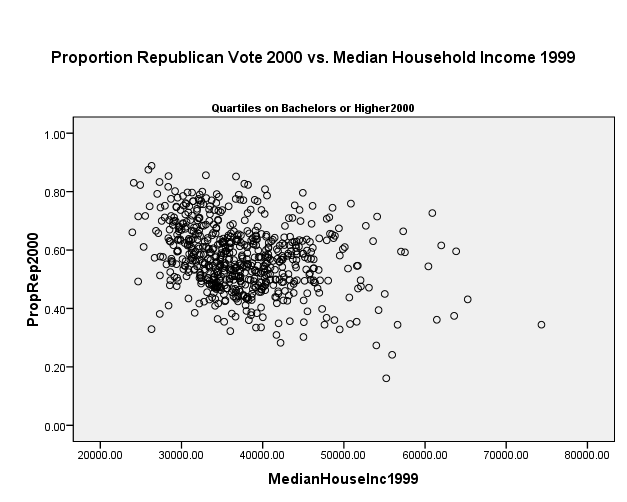 Proportion Republican Vote 2000 vs. Median Household Income 1999
Quartiles on Bachelors or Higher2000
1.00
0.80
0.60
0.40
0.20
0.00
PropRep2000
20000.00 30000.00 40000.00 50000.00 60000.00 70000.00 80000.00
MedianHouseInc1999